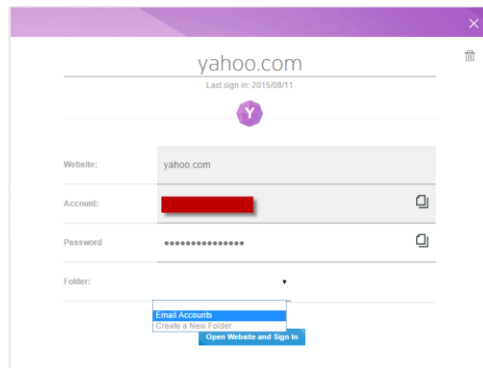 yahoo.com
Last sign in: 2015/08/11
Y
Website: yahoo.com
Account:
Password •••••••••••••••
Folder:
Email Accounts
Create a New Folder
Open Website and Sign In